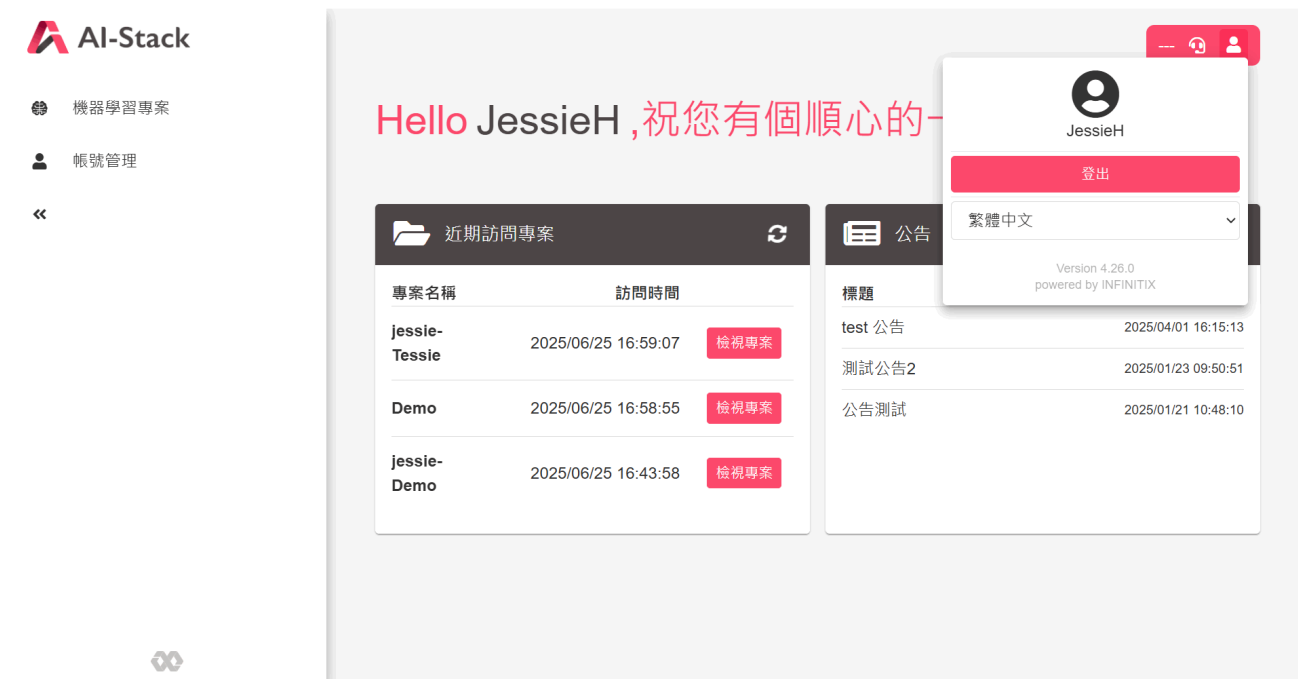 AI-Stack
機器學習專案
帳號管理
---
Hello JessieH ,祝您有個順心的一
JessieH
登出
繁體中文
Version 4.26.0
powered by INFINITIX
近期訪問專案
專案名稱 訪問時間
jessie-
Tessie 2025/06/25 16:59:07 檢視專案
Demo 2025/06/25 16:58:55 檢視專案
jessie-
Demo 2025/06/25 16:43:58 檢視專案
公告
標題
test 公告 2025/04/01 16:15:13
測試公告2 2025/01/23 09:50:51
公告測試 2025/01/21 10:48:10